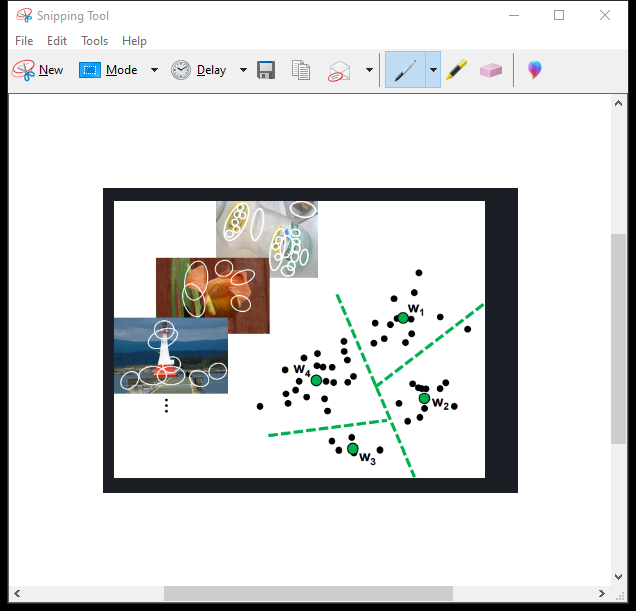 Snipping Tool
File Edit Tools Help
New Mode Delay
w1
w4
w2
w3